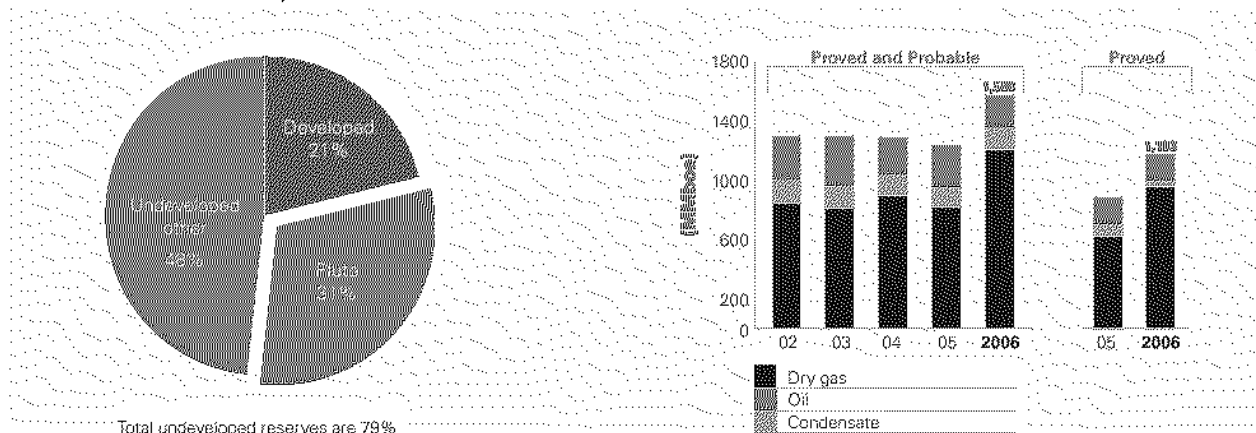 Developed
21%
Undeveloped
other
48%
Pluto
31%
Total undeveloped reserves are 79%
Proved and Probable
Proved
1800
1400
1000
600
200
0
(MMboe)
02
03
04
05
2006
05
2006
Dry gas
Oil
Condensate